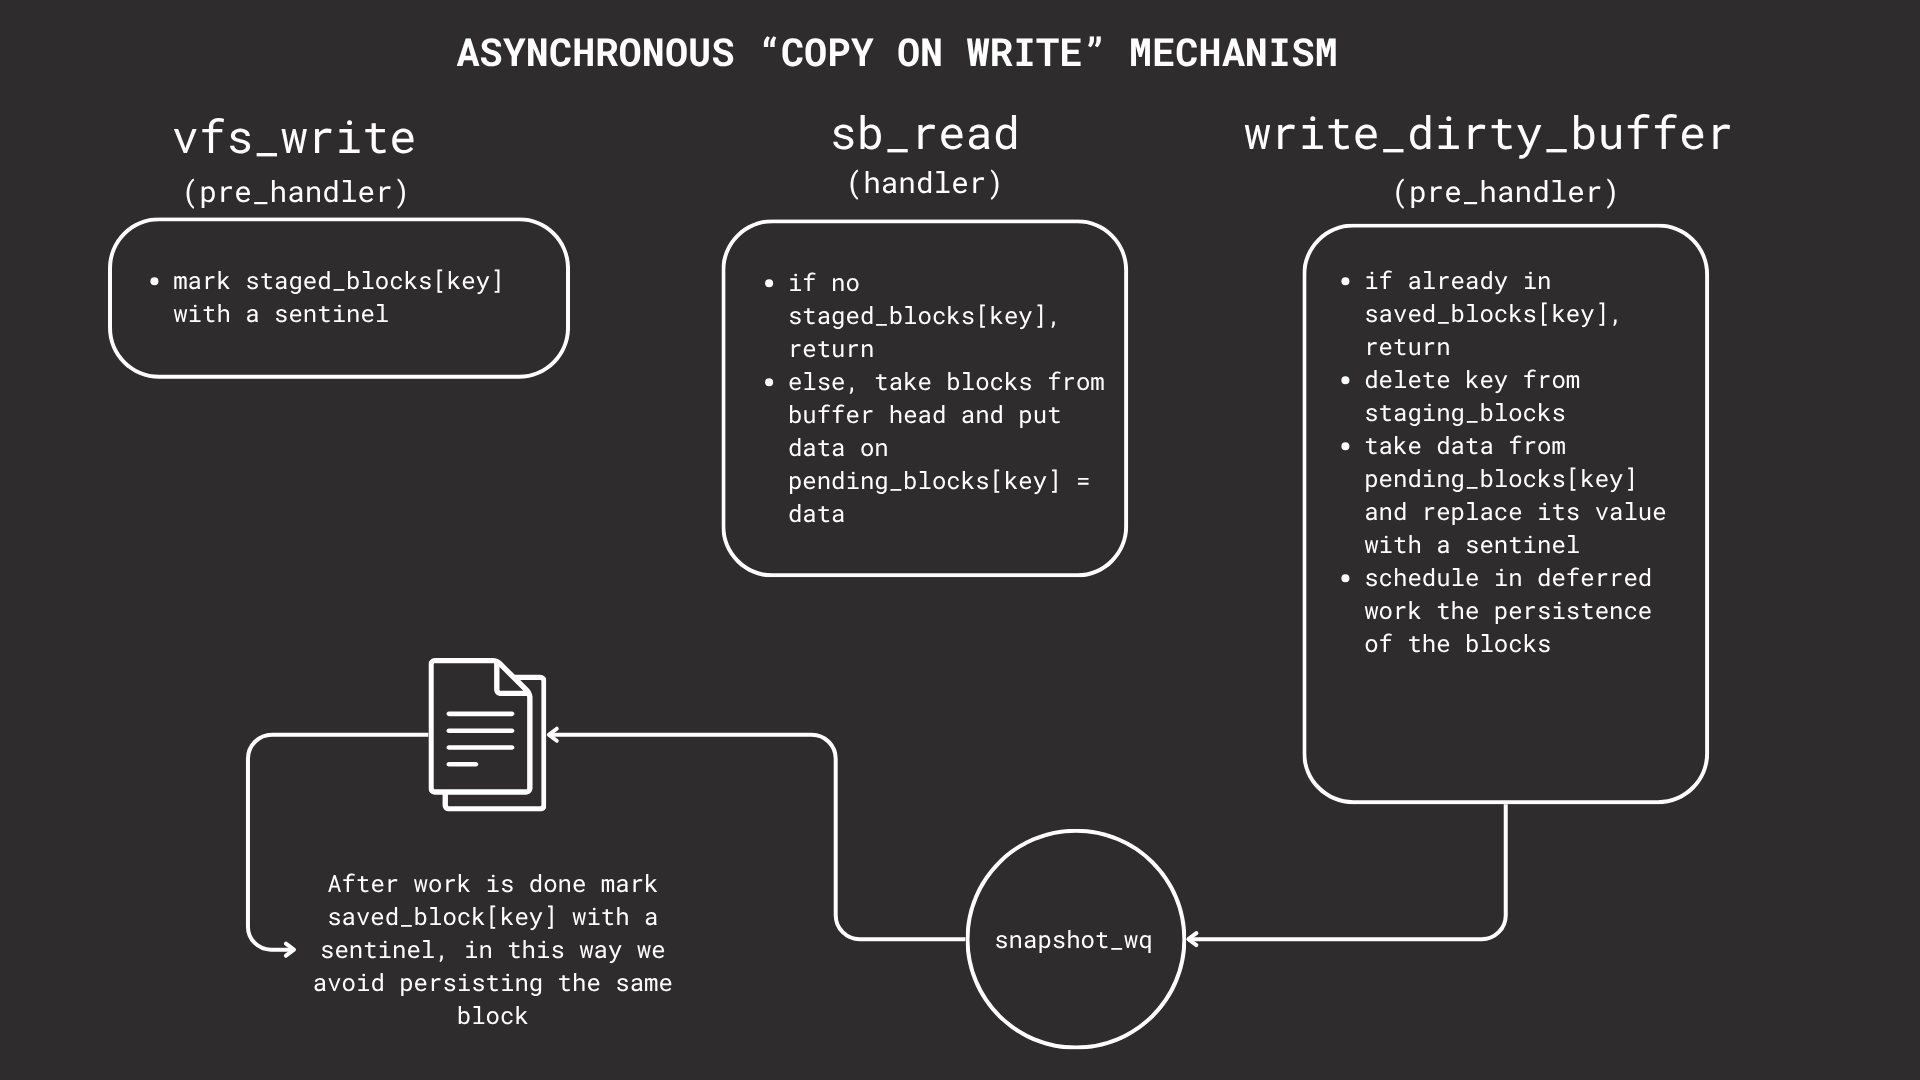 ASYNCHRONOUS “COPY ON WRITE” MECHANISM
vfs_write
(pre_handler)
• mark staged_blocks[key]
with a sentinel
sb_read
(handler)
• if no
staged_blocks[key],
return
• else, take blocks from
buffer head and put
data on
pending_blocks[key] =
data
write_dirty_buffer
(pre_handler)
• if already in
saved_blocks[key],
return
• delete key from
staging_blocks
• take data from
pending_blocks[key]
and replace its value
with a sentinel
• schedule in deferred
work the persistence
of the blocks
snapshot_wq
After work is done mark
saved_block[key] with a
sentinel, in this way we
avoid persisting the same
block